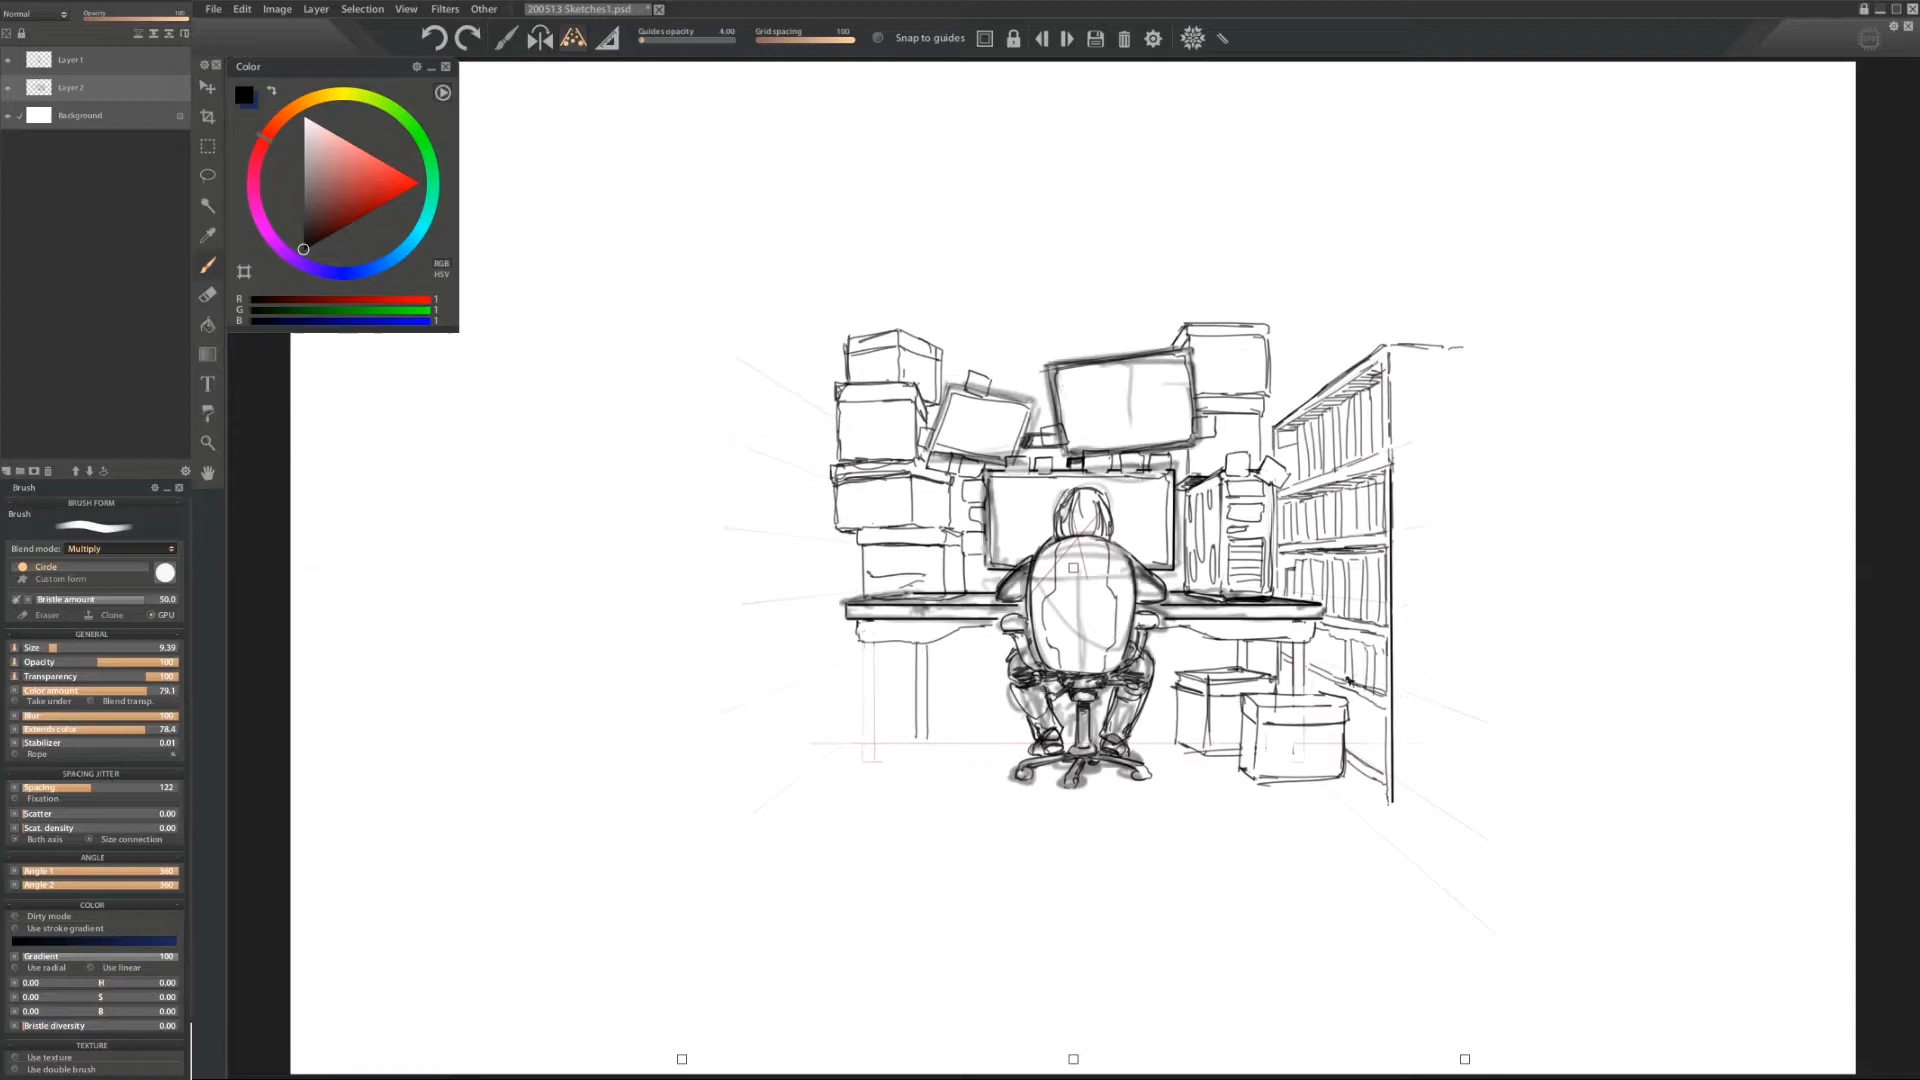 Normal Opacity 100
File Edit Image Layer Selection View Filters Other 200513 Sketches1.psd *
Guides opacity 4.00 Grid spacing 100 Snap to guides
Layer 1
Layer 2
Background
Color
RGB
HSV
R 1
G 1
B 1
Brush
BRUSH FORM
Brush
Blend mode: Multiply
Circle
Custom form
Bristle amount 50.0
Eraser Clone GPU
GENERAL
Size 9.39
Opacity 100
Transparency 100
Color amount 79.1
Take under Blend transp.
Blur 100
Extends color 78.4
Stabilizer 0.01
Rope
SPACING JITTER
Spacing 122
Fixation
Scatter 0.00
Scat. density 0.00
Both axis Size connection
ANGLE
Angle 1 360
Angle 2 360
COLOR
Dirty mode
Use stroke gradient
Gradient 100
Use radial Use linear
0.00 H 0.00
0.00 S 0.00
0.00 B 0.00
Bristle diversity 0.00
TEXTURE
Use texture
Use double brush